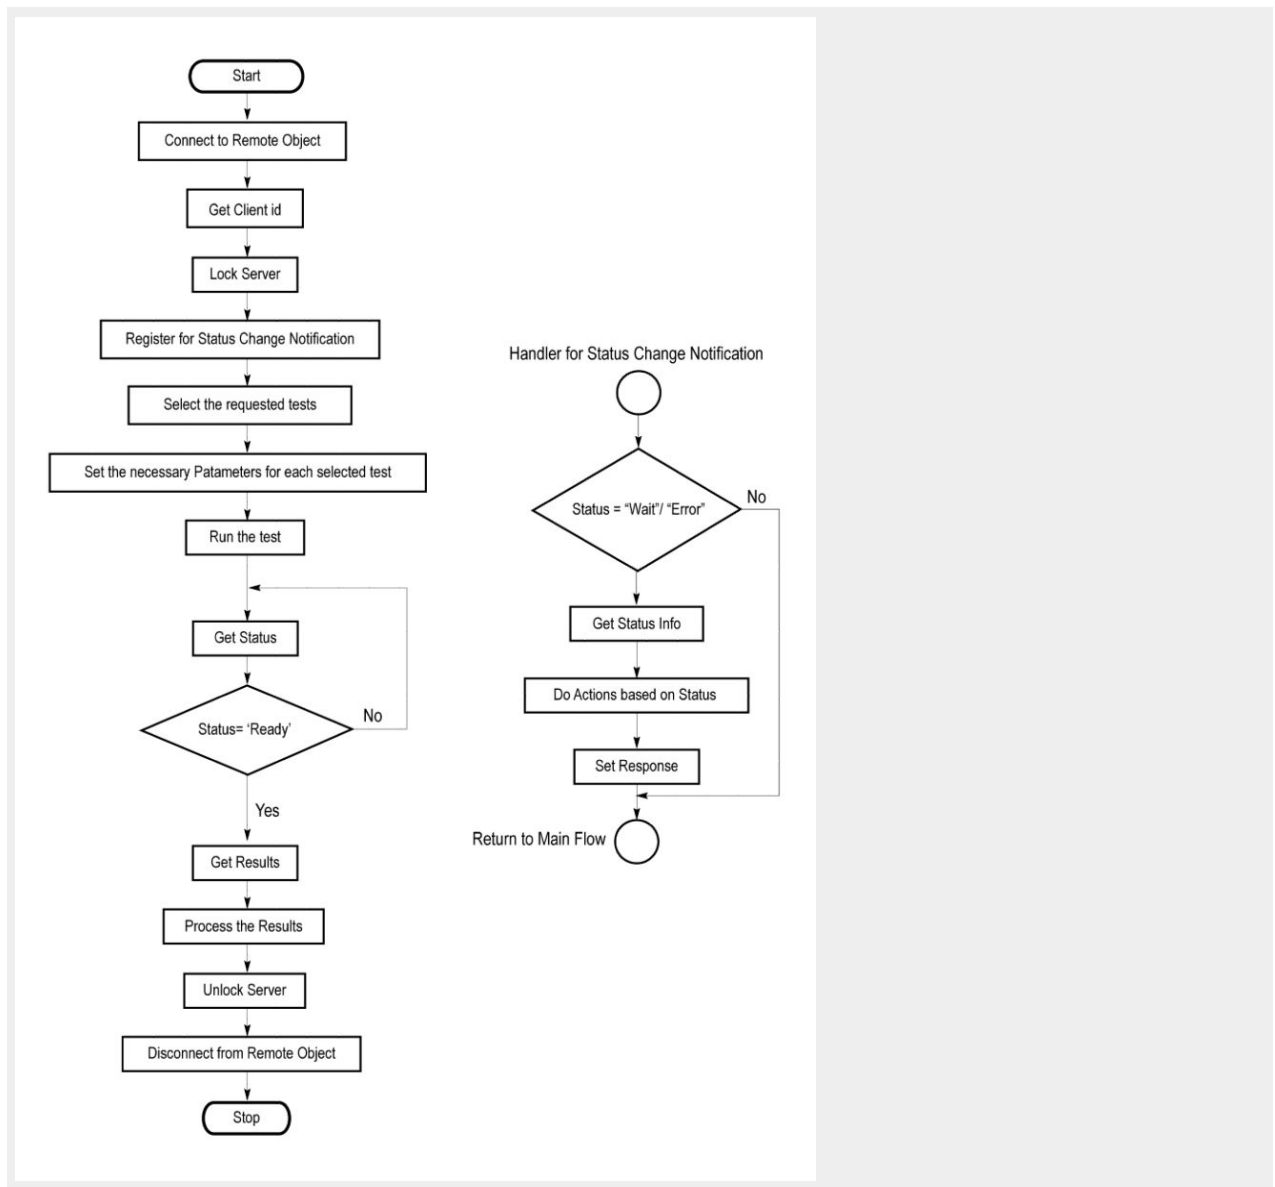 Start
Connect to Remote Object
Get Client id
Lock Server
Register for Status Change Notification
Select the requested tests
Set the necessary Patameters for each selected test
Run the test
Get Status
Status= ‘Ready’
No
Yes
Get Results
Process the Results
Unlock Server
Disconnect from Remote Object
Stop
Handler for Status Change Notification
Status = “Wait”/ “Error”
No
Get Status Info
Do Actions based on Status
Set Response
Return to Main Flow